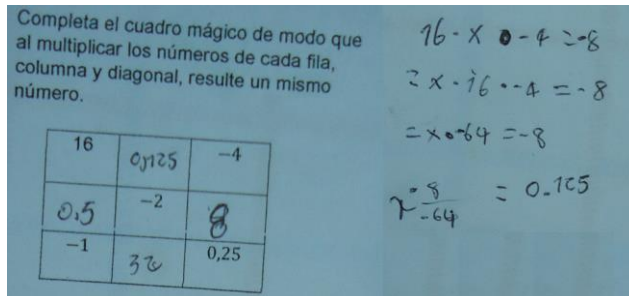 Completa el cuadro mágico de modo que
al multiplicar los números de cada fila,
columna y diagonal, resulte un mismo
número.
16 0,125 −4
0,5 −2 8
−1 32 0,25
16 · x · -4 = -8
= x · 16 · -4 = -8
= x · -64 = -8
x = 8/-64 = 0.125